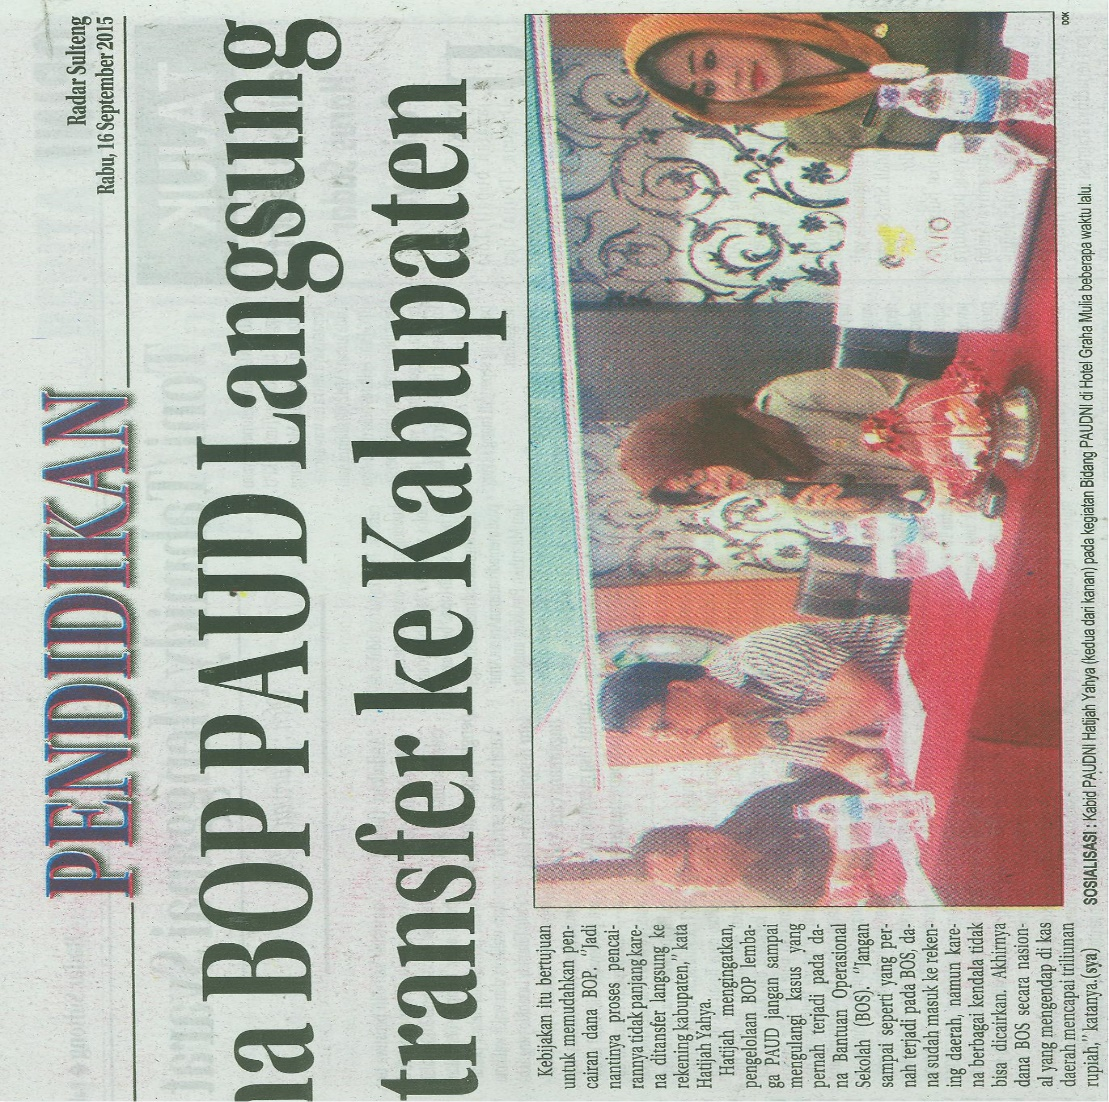 PENDIDIKAN
Radar Sulteng
Rabu, 16 September 2015
na BOP PAUD Langsung
transfer ke Kabupaten
Kebijakan itu bertujuan
untuk memudahkan pen-
cairan dana BOP. "Jadi
nantinya proses pencai-
rannya tidak panjang kare-
na ditransfer langsung ke
rekening kabupaten," kata
Hatijah Yahya.
Hatijah mengingatkan,
pengelolaan BOP lemba-
ga PAUD jangan sampai
mengulangi kasus yang
pernah terjadi pada da-
na Bantuan Operasional
Sekolah (BOS). "Jangan
sampai seperti yang per-
nah terjadi pada BOS, da-
na sudah masuk ke reken-
ing daerah, namun kare-
na berbagai kendala tidak
bisa dicairkan. Akhirnya
dana BOS secara nasion-
al yang mengendap di kas
daerah mencapai triliunan
rupiah," katanya.(sya)
DOK
VAIO
SOSIALISASI : Kabid PAUDNI Hatijah Yahya (kedua dari kanan) pada kegiatan Bidang PAUDNI di Hotel Graha Mulia beberapa waktu lalu.